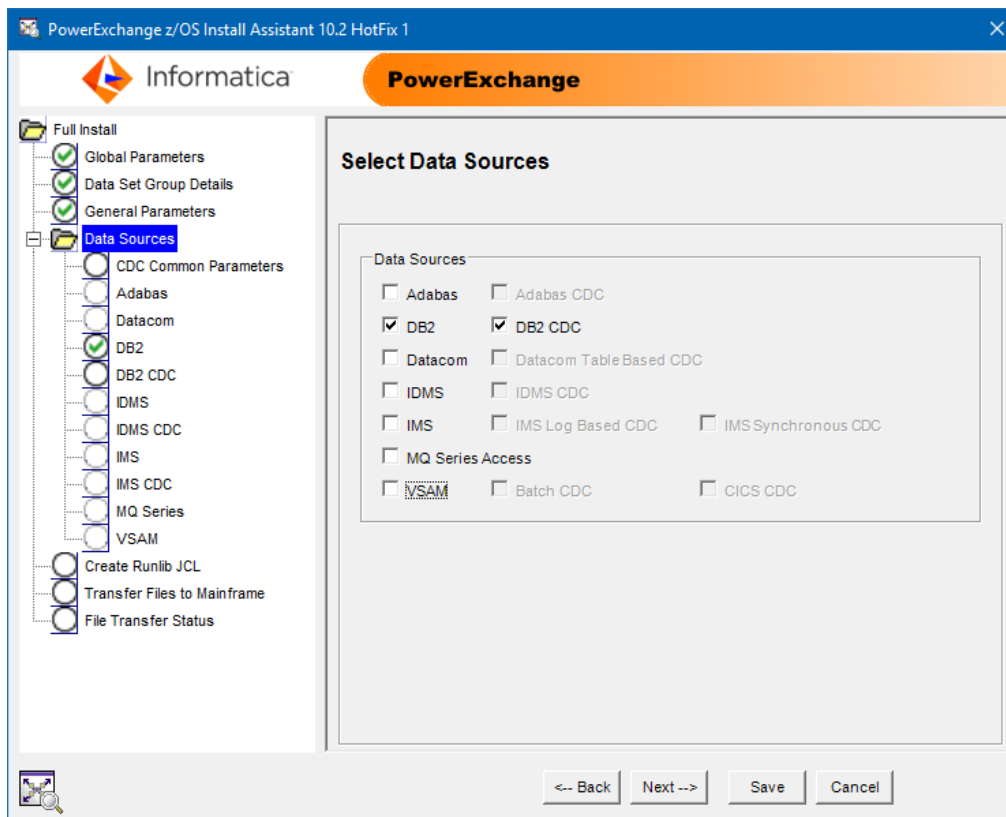 PowerExchange z/OS Install Assistant 10.2 HotFix 1
Informatica
PowerExchange
Full Install
Global Parameters
Data Set Group Details
General Parameters
Data Sources
CDC Common Parameters
Adabas
Datacom
DB2
DB2 CDC
IDMS
IDMS CDC
IMS
IMS CDC
MQ Series
VSAM
Create Runlib JCL
Transfer Files to Mainframe
File Transfer Status
Select Data Sources
Data Sources
Adabas Adabas CDC
DB2 DB2 CDC
Datacom Datacom Table Based CDC
IDMS IDMS CDC
IMS IMS Log Based CDC IMS Synchronous CDC
MQ Series Access
VSAM Batch CDC CICS CDC
<-- Back Next --> Save Cancel